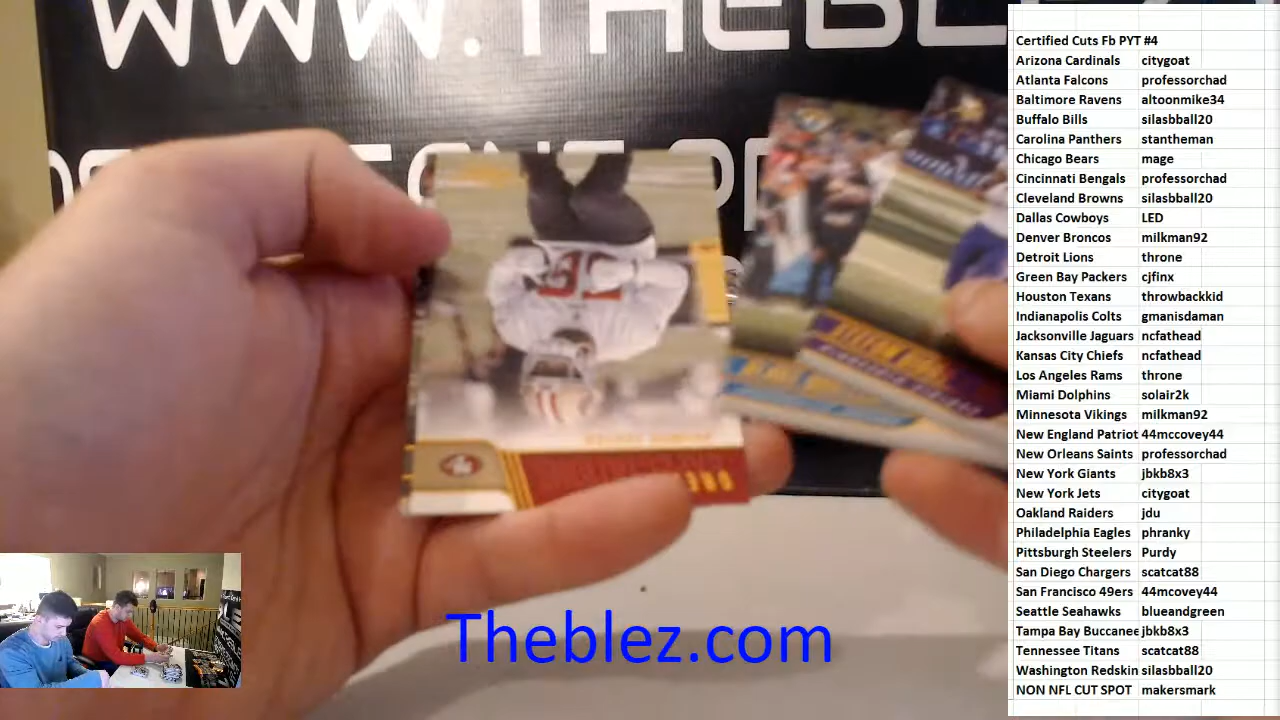 WWW.THEBLE
Certified Cuts Fb PYT #4
Arizona Cardinals citygoat
Atlanta Falcons professorchad
Baltimore Ravens altoonmike34
Buffalo Bills silasbball20
Carolina Panthers stantheman
Chicago Bears mage
Cincinnati Bengals professorchad
Cleveland Browns silasbball20
Dallas Cowboys LED
Denver Broncos milkman92
Detroit Lions throne
Green Bay Packers cjfinx
Houston Texans throwbackkid
Indianapolis Colts gmanisdaman
Jacksonville Jaguars ncfathead
Kansas City Chiefs ncfathead
Los Angeles Rams throne
Miami Dolphins solair2k
Minnesota Vikings milkman92
New England Patriot 44mccovey44
New Orleans Saints professorchad
New York Giants jbkb8x3
New York Jets citygoat
Oakland Raiders jdu
Philadelphia Eagles phranky
Pittsburgh Steelers Purdy
San Diego Chargers scatcat88
San Francisco 49ers 44mcovey44
Seattle Seahawks blueandgreen
Tampa Bay Buccanee jbkb8x3
Tennessee Titans scatcat88
Washington Redskin silasbball20
NON NFL CUT SPOT makersmark
Theblez.com